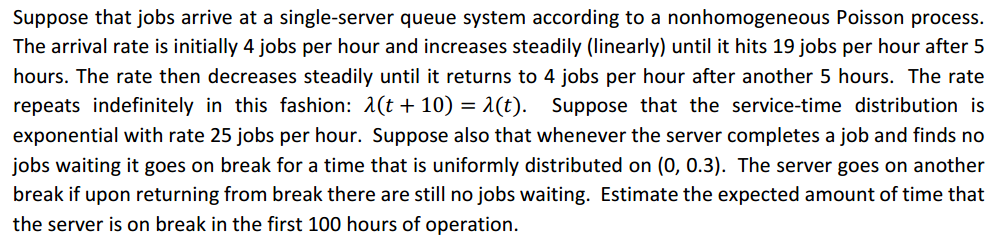 Suppose that jobs arrive at a single-server queue system according to a nonhomogeneous Poisson process.
The arrival rate is initially 4 jobs per hour and increases steadily (linearly) until it hits 19 jobs per hour after 5
hours. The rate then decreases steadily until it returns to 4 jobs per hour after another 5 hours. The rate
repeats indefinitely in this fashion: 𝜆(𝑡 + 10) = 𝜆(𝑡). Suppose that the service-time distribution is
exponential with rate 25 jobs per hour. Suppose also that whenever the server completes a job and finds no
jobs waiting it goes on break for a time that is uniformly distributed on (0, 0.3). The server goes on another
break if upon returning from break there are still no jobs waiting. Estimate the expected amount of time that
the server is on break in the first 100 hours of operation.